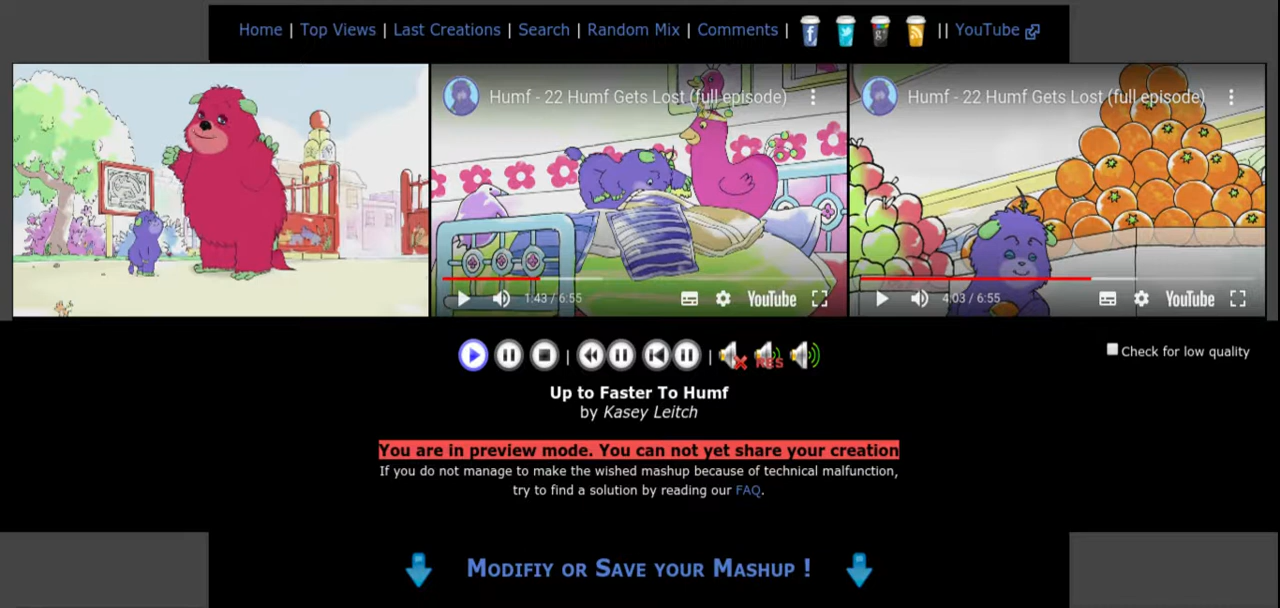 Home | Top Views | Last Creations | Search | Random Mix | Comments | || YouTube
Humf - 22 Humf Gets Lost (full episode)
Humf - 22 Humf Gets Lost (full episode)
1:43 / 6:55
YouTube
4:03 / 6:55
YouTube
| | RES
Check for low quality
Up to Faster To Humf
by Kasey Leitch
You are in preview mode. You can not yet share your creation
If you do not manage to make the wished mashup because of technical malfunction,
try to find a solution by reading our FAQ.
Modifiy or Save your Mashup !